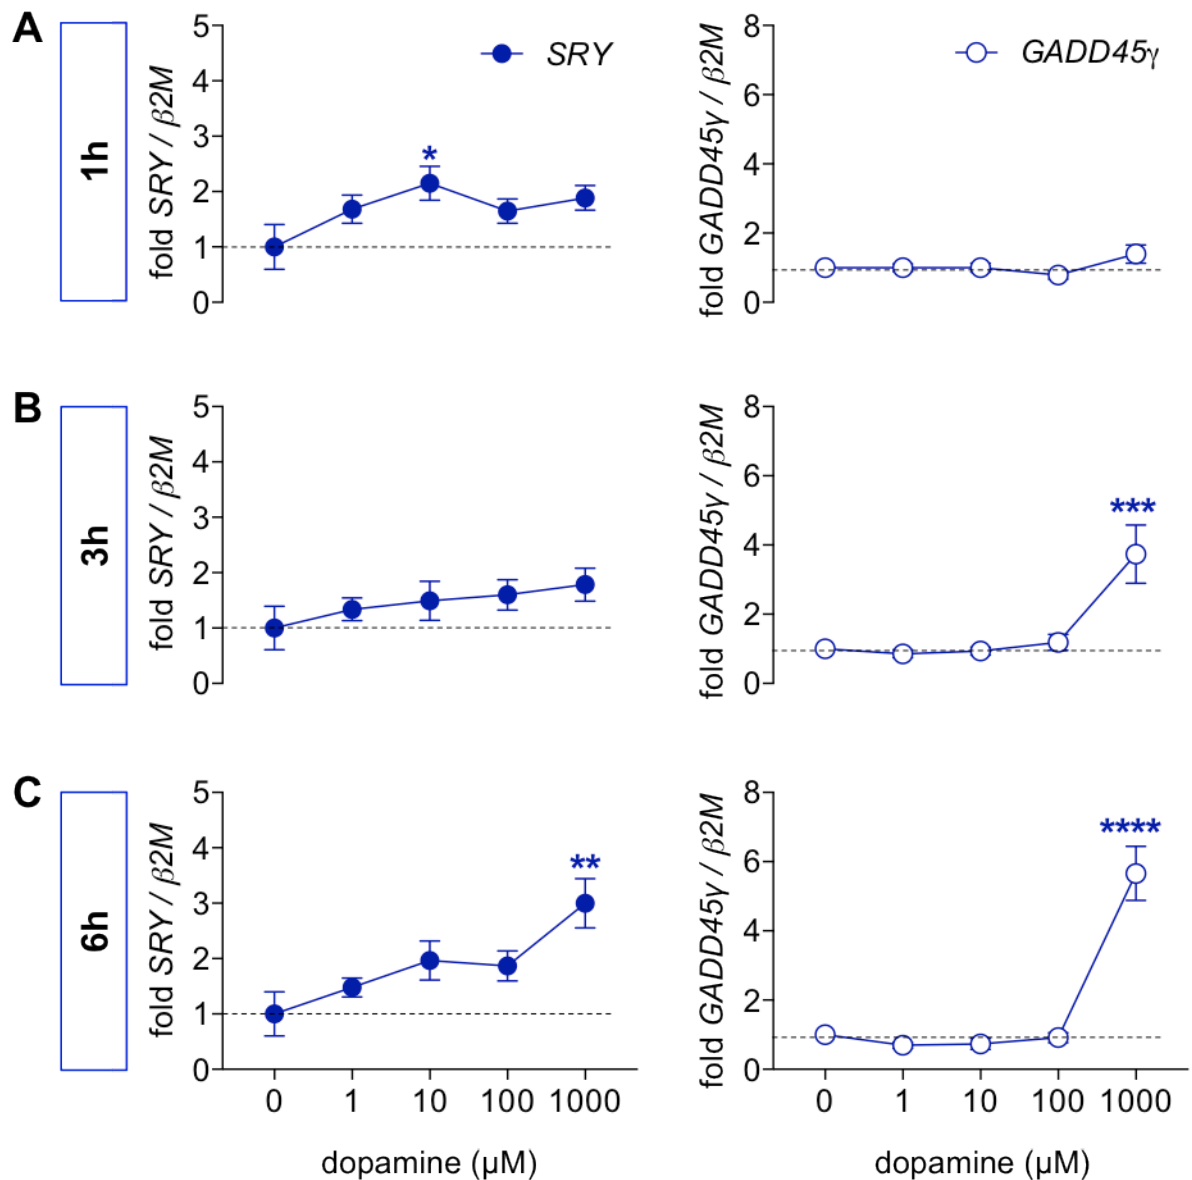 A
1h
fold SRY / β2M
5
4
3
2
1
0
*
SRY
fold GADD45γ / β2M
8
6
4
2
0
GADD45γ
B
3h
fold SRY / β2M
5
4
3
2
1
0
fold GADD45γ / β2M
8
6
4
2
0
***
C
6h
fold SRY / β2M
5
4
3
2
1
0
**
0 1 10 100 1000
dopamine (µM)
fold GADD45γ / β2M
8
6
4
2
0
****
0 1 10 100 1000
dopamine (µM)